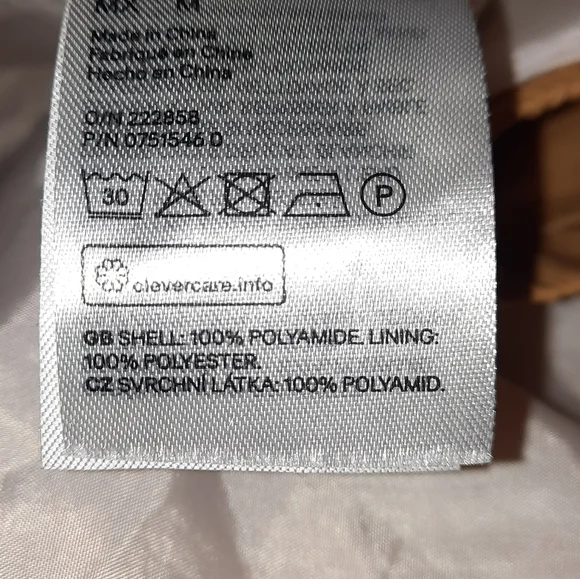 MX M
Made in China
Fabriqué en Chine
Hecho en China
O/N 222858
P/N 0751546 0
30 P
clevercare.info
GB SHELL: 100% POLYAMIDE. LINING:
100% POLYESTER.
CZ SVRCHNÍ LÁTKA: 100% POLYAMID.